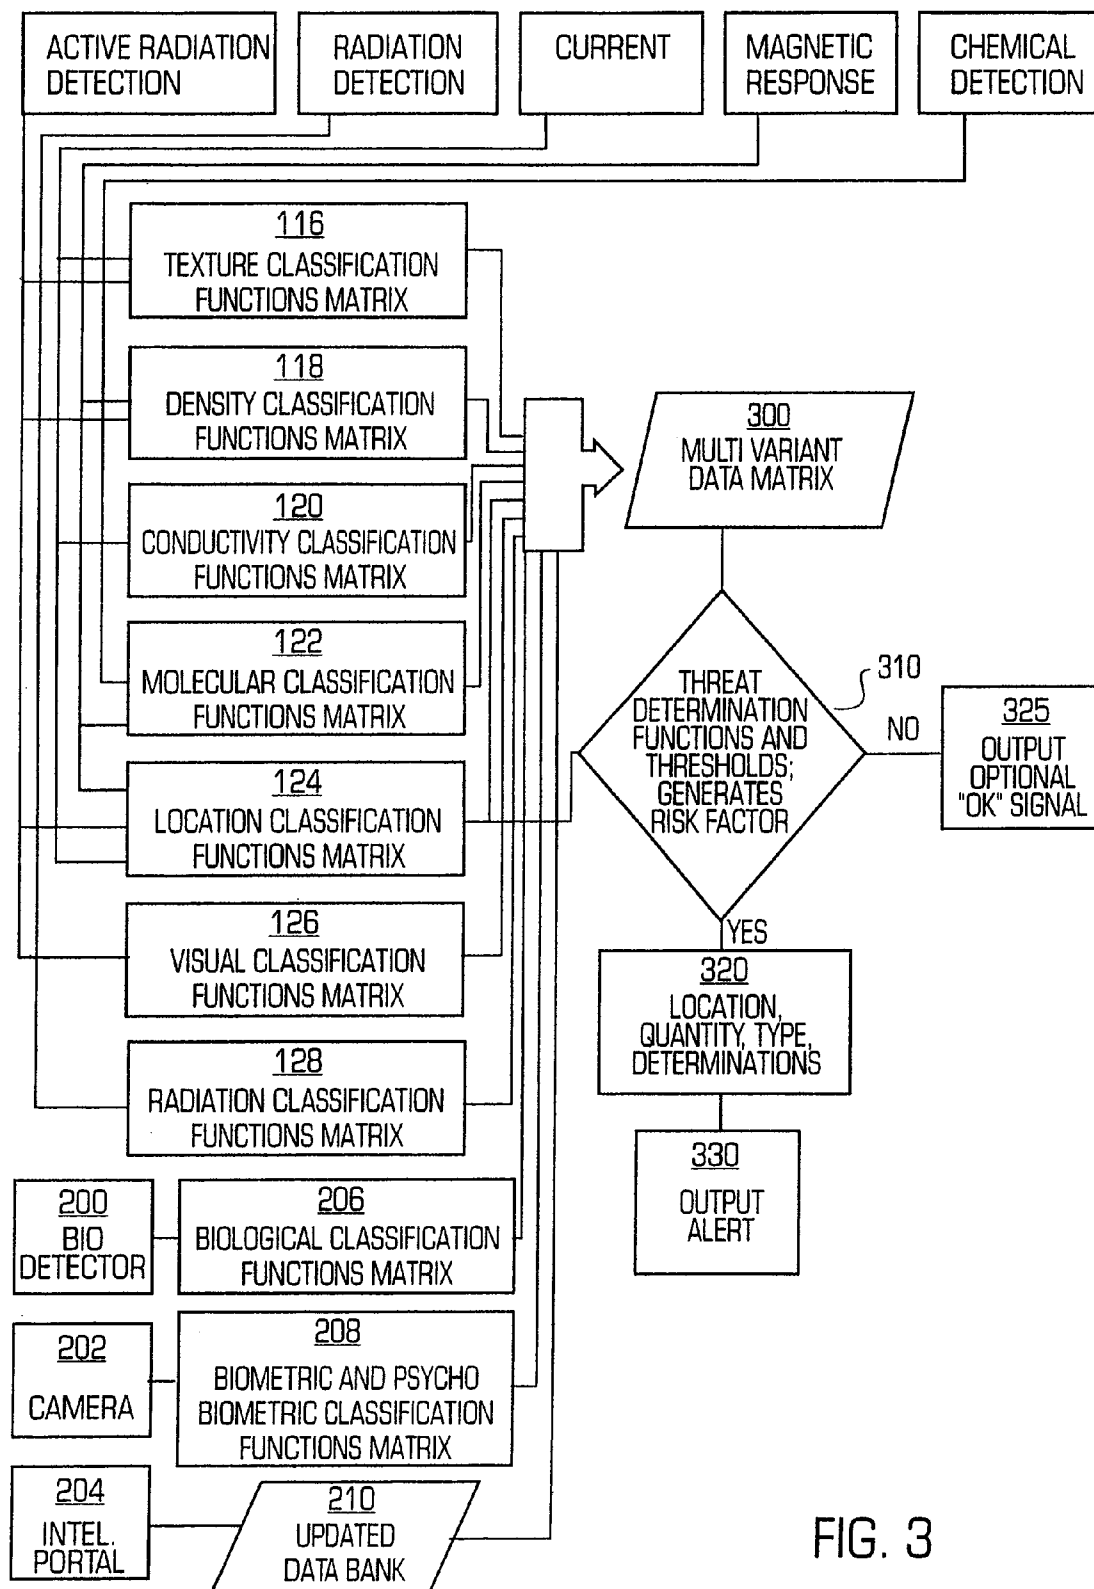 ACTIVE RADIATION
DETECTION
RADIATION
DETECTION
CURRENT
MAGNETIC
RESPONSE
CHEMICAL
DETECTION
116
TEXTURE CLASSIFICATION
FUNCTIONS MATRIX
118
DENSITY CLASSIFICATION
FUNCTIONS MATRIX
120
CONDUCTIVITY CLASSIFICATION
FUNCTIONS MATRIX
122
MOLECULAR CLASSIFICATION
FUNCTIONS MATRIX
124
LOCATION CLASSIFICATION
FUNCTIONS MATRIX
126
VISUAL CLASSIFICATION
FUNCTIONS MATRIX
128
RADIATION CLASSIFICATION
FUNCTIONS MATRIX
200
BIO
DETECTOR
206
BIOLOGICAL CLASSIFICATION
FUNCTIONS MATRIX
202
CAMERA
208
BIOMETRIC AND PSYCHO
BIOMETRIC CLASSIFICATION
FUNCTIONS MATRIX
204
INTEL.
PORTAL
210
UPDATED
DATA BANK
300
MULTI VARIANT
DATA MATRIX
310
THREAT
DETERMINATION
FUNCTIONS AND
THRESHOLDS;
GENERATES
RISK FACTOR
NO
325
OUTPUT
OPTIONAL
"OK" SIGNAL
YES
320
LOCATION,
QUANTITY, TYPE,
DETERMINATIONS
330
OUTPUT
ALERT
FIG. 3